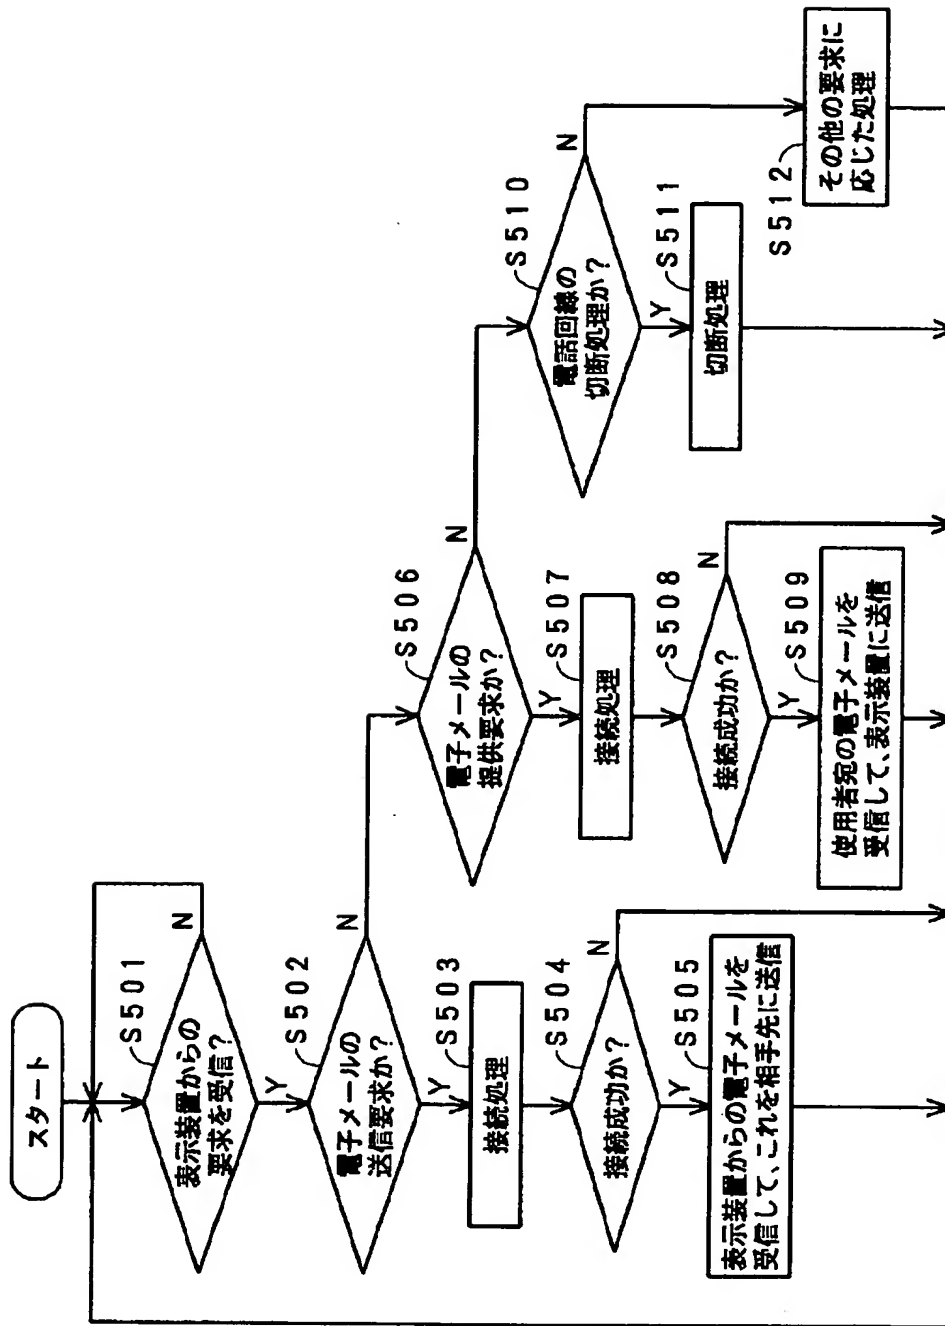 スタート
S501
表示装置からの
要求を受信？
N
Y
S502
電子メールの
送信要求か？
N
Y
S503
接続処理
S504
接続成功か？
N
Y
S505
表示装置からの電子メールを
受信して、これを相手先に送信
S506
電子メールの
提供要求か？
N
Y
S507
接続処理
S508
接続成功か？
N
Y
S509
使用者宛の電子メールを
受信して、表示装置に送信
S510
電話回線の
切断処理か？
N
Y
S511
切断処理
S512
その他の要求に
応じた処理